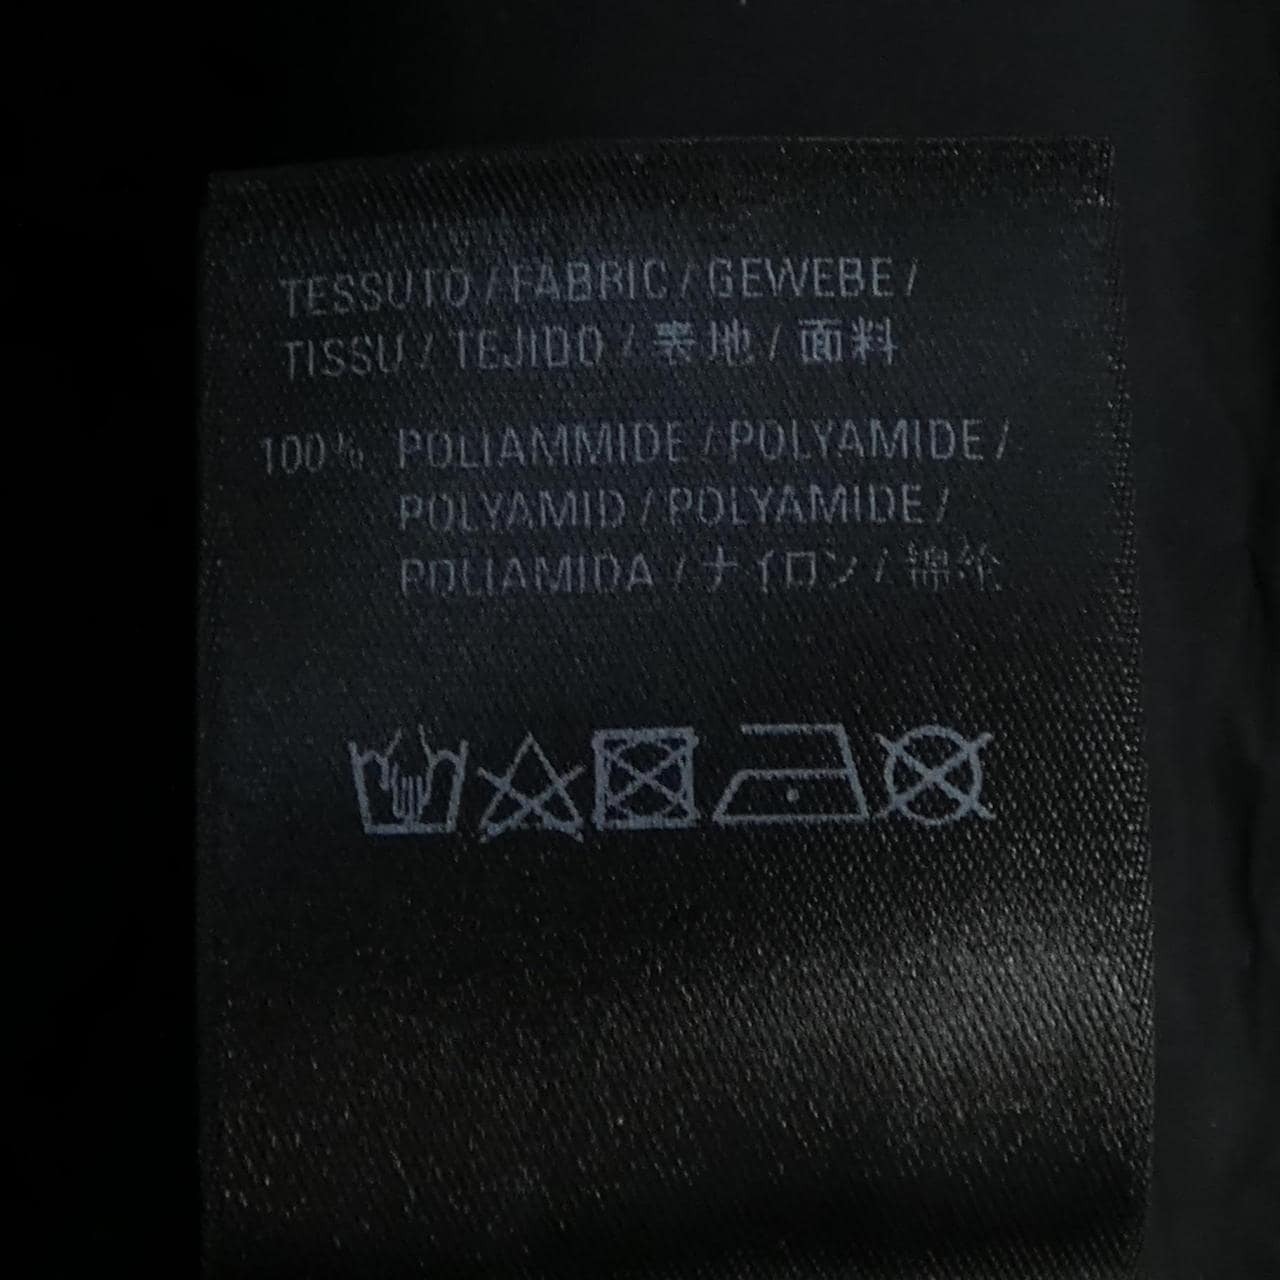 TESSUTO / FABRIC / GEWEBE /
TISSU / TEJIDO / 表地 / 面料
100% POLIAMMIDE / POLYAMIDE /
POLYAMID / POLYAMIDE /
POLIAMIDA / ナイロン / 锦纶